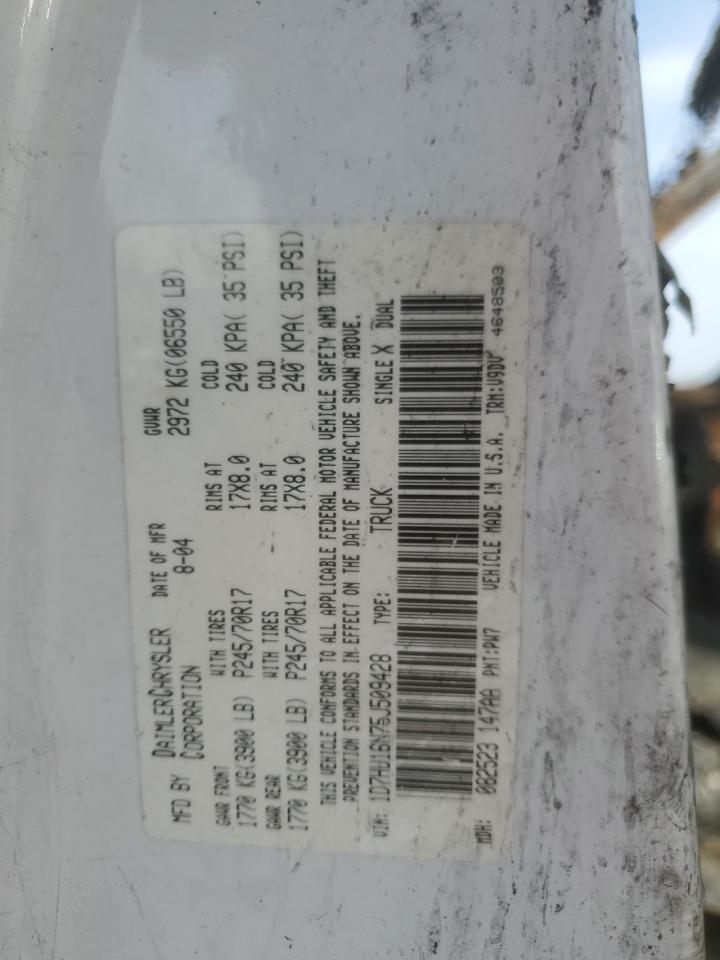 MFD BY DAIMLERCHRYSLER CORPORATION
DATE OF MFR 8-04
GVWR 2972 KG(06550 LB)
GAWR FRONT WITH TIRES RIMS AT COLD
1770 KG(3900 LB) P245/70R17 17X8.0 240 KPA( 35 PSI)
GAWR REAR WITH TIRES RIMS AT COLD
1770 KG(3900 LB) P245/70R17 17X8.0 240 KPA( 35 PSI)
THIS VEHICLE CONFORMS TO ALL APPLICABLE FEDERAL MOTOR VEHICLE SAFETY AND THEFT
PREVENTION STANDARDS IN EFFECT ON THE DATE OF MANUFACTURE SHOWN ABOVE.
VIN: 1D7HU16N75J509428 TYPE: TRUCK SINGLE X DUAL
MDH: 082523 147AA PNT:PW7 VEHICLE MADE IN U.S.A. TRM:V9DV 4648503